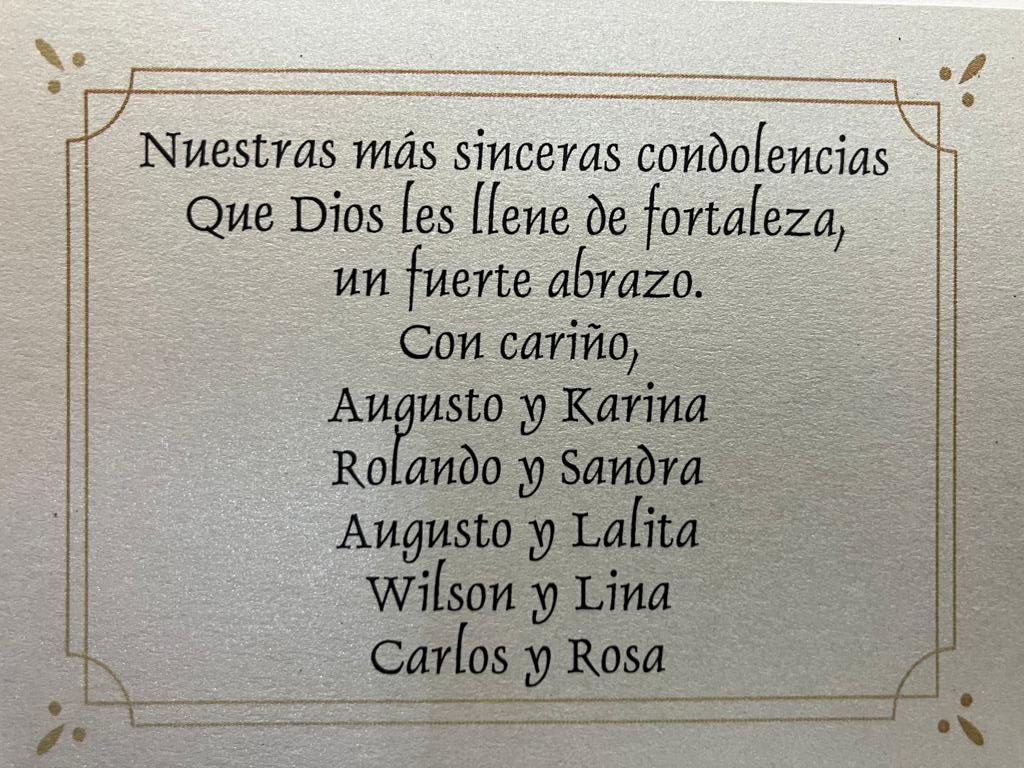 Nuestras más sinceras condolencias
Que Dios les llene de fortaleza,
un fuerte abrazo.
Con cariño,
Augusto y Karina
Rolando y Sandra
Augusto y Lalita
Wilson y Lina
Carlos y Rosa